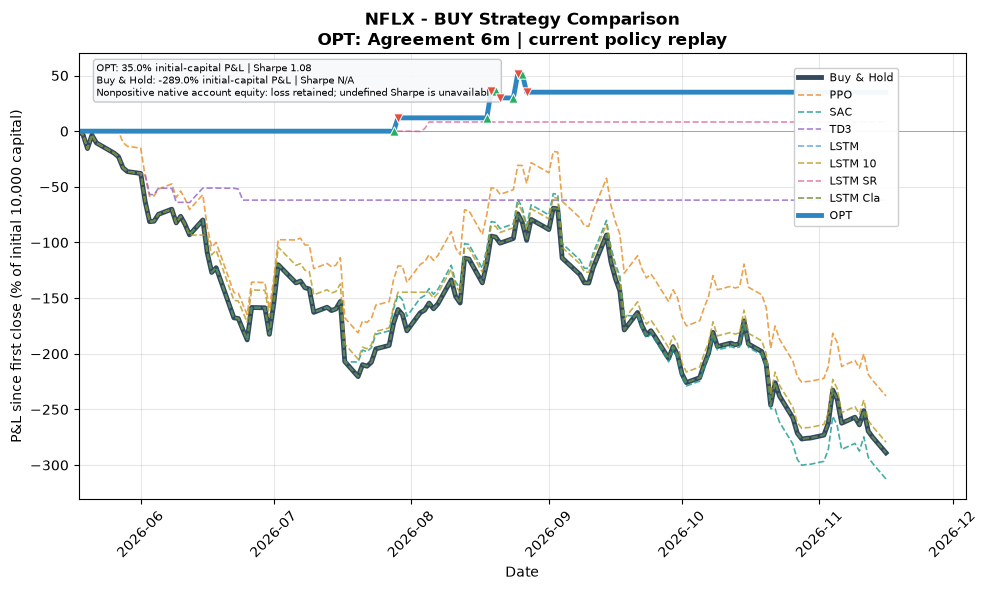 NFLX - BUY Strategy Comparison
OPT: Agreement 6m | current policy replay
OPT: 35.0% initial-capital P&L | Sharpe 1.08
Buy & Hold: -289.0% initial-capital P&L | Sharpe N/A
Nonpositive native account equity: loss retained; undefined Sharpe is unavailable
Buy & Hold
PPO
SAC
TD3
LSTM
LSTM 10
LSTM SR
LSTM Cla
OPT
P&L since first close (% of initial 10,000 capital)
50
0
−50
−100
−150
−200
−250
−300
2026-06
2026-07
2026-08
2026-09
2026-10
2026-11
2026-12
Date